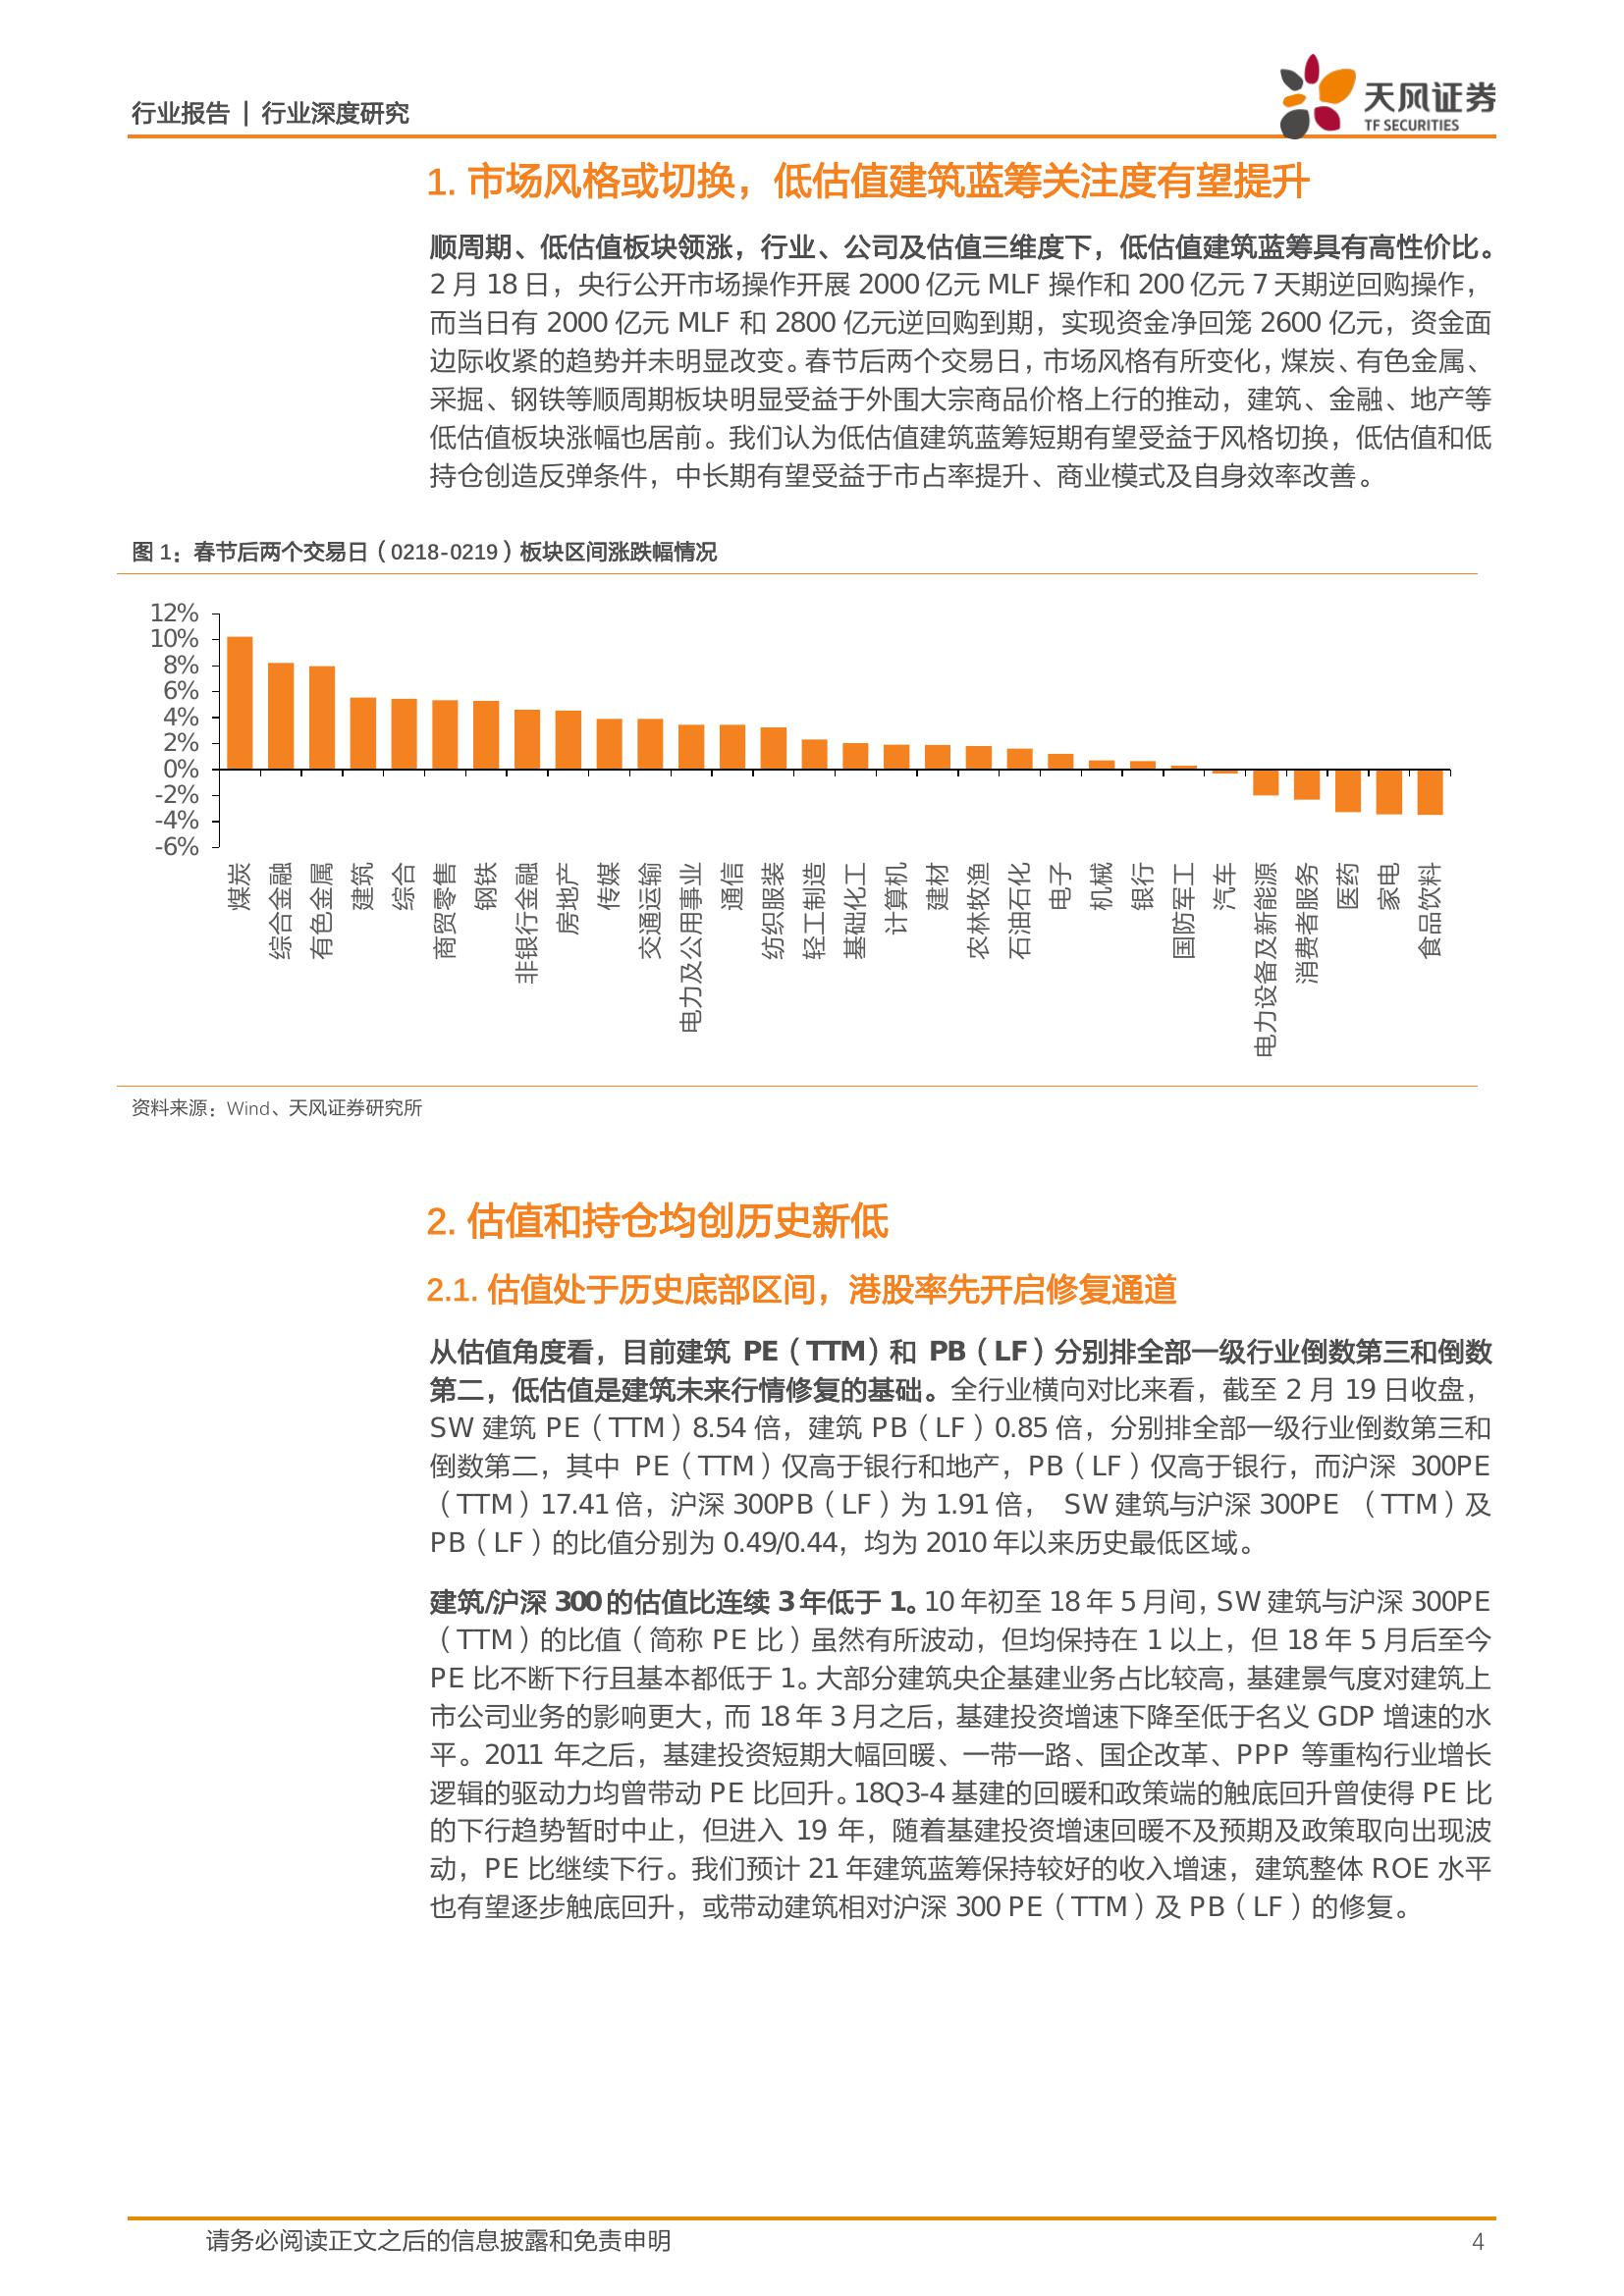 行业报告 | 行业深度研究
天风证券
TF SECURITIES
1. 市场风格或切换，低估值建筑蓝筹关注度有望提升
顺周期、低估值板块领涨，行业、公司及估值三维度下，低估值建筑蓝筹具有高性价比。
2 月 18 日，央行公开市场操作开展 2000 亿元 MLF 操作和 200 亿元 7 天期逆回购操作，
而当日有 2000 亿元 MLF 和 2800 亿元逆回购到期，实现资金净回笼 2600 亿元，资金面
边际收紧的趋势并未明显改变。春节后两个交易日，市场风格有所变化，煤炭、有色金属、
采掘、钢铁等顺周期板块明显受益于外围大宗商品价格上行的推动，建筑、金融、地产等
低估值板块涨幅也居前。我们认为低估值建筑蓝筹短期有望受益于风格切换，低估值和低
持仓创造反弹条件，中长期有望受益于市占率提升、商业模式及自身效率改善。
图 1：春节后两个交易日（0218-0219）板块区间涨跌幅情况
12%
10%
8%
6%
4%
2%
0%
-2%
-4%
-6%
煤炭
综合金融
有色金属
建筑
综合
商贸零售
钢铁
非银行金融
房地产
传媒
交通运输
电力及公用事业
通信
纺织服装
轻工制造
基础化工
计算机
建材
农林牧渔
石油石化
电子
机械
银行
国防军工
汽车
电力设备及新能源
消费者服务
医药
家电
食品饮料
资料来源：Wind、天风证券研究所
2. 估值和持仓均创历史新低
2.1. 估值处于历史底部区间，港股率先开启修复通道
从估值角度看，目前建筑 PE（TTM）和 PB（LF）分别排全部一级行业倒数第三和倒数
第二，低估值是建筑未来行情修复的基础。全行业横向对比来看，截至 2 月 19 日收盘，
SW 建筑 PE（TTM）8.54 倍，建筑 PB（LF）0.85 倍，分别排全部一级行业倒数第三和
倒数第二，其中 PE（TTM）仅高于银行和地产，PB（LF）仅高于银行，而沪深 300PE
（TTM）17.41 倍，沪深 300PB（LF）为 1.91 倍， SW 建筑与沪深 300PE （TTM）及
PB（LF）的比值分别为 0.49/0.44，均为 2010 年以来历史最低区域。
建筑/沪深 300 的估值比连续 3 年低于 1。10 年初至 18 年 5 月间，SW 建筑与沪深 300PE
（TTM）的比值（简称 PE 比）虽然有所波动，但均保持在 1 以上，但 18 年 5 月后至今
PE 比不断下行且基本都低于 1。大部分建筑央企基建业务占比较高，基建景气度对建筑上
市公司业务的影响更大，而 18 年 3 月之后，基建投资增速下降至低于名义 GDP 增速的水
平。2011 年之后，基建投资短期大幅回暖、一带一路、国企改革、PPP 等重构行业增长
逻辑的驱动力均曾带动 PE 比回升。18Q3-4 基建的回暖和政策端的触底回升曾使得 PE 比
的下行趋势暂时中止，但进入 19 年，随着基建投资增速回暖不及预期及政策取向出现波
动，PE 比继续下行。我们预计 21 年建筑蓝筹保持较好的收入增速，建筑整体 ROE 水平
也有望逐步触底回升，或带动建筑相对沪深 300 PE（TTM）及 PB（LF）的修复。
请务必阅读正文之后的信息披露和免责申明
4